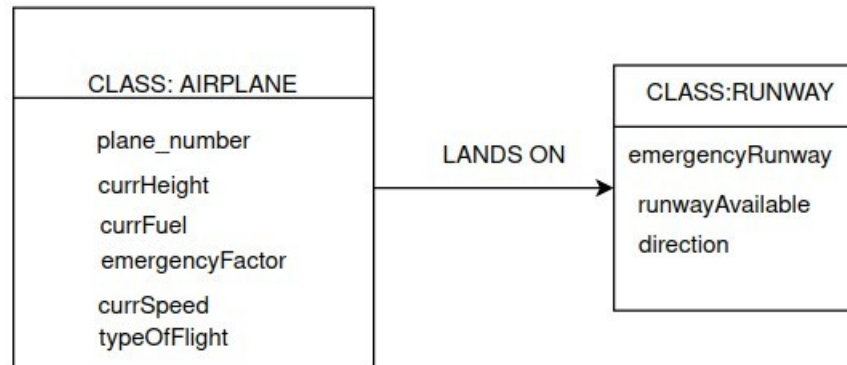 CLASS: AIRPLANE
plane_number
currHeight
currFuel
emergencyFactor
currSpeed
typeOfFlight
LANDS ON
CLASS:RUNWAY
emergencyRunway
runwayAvailable
direction